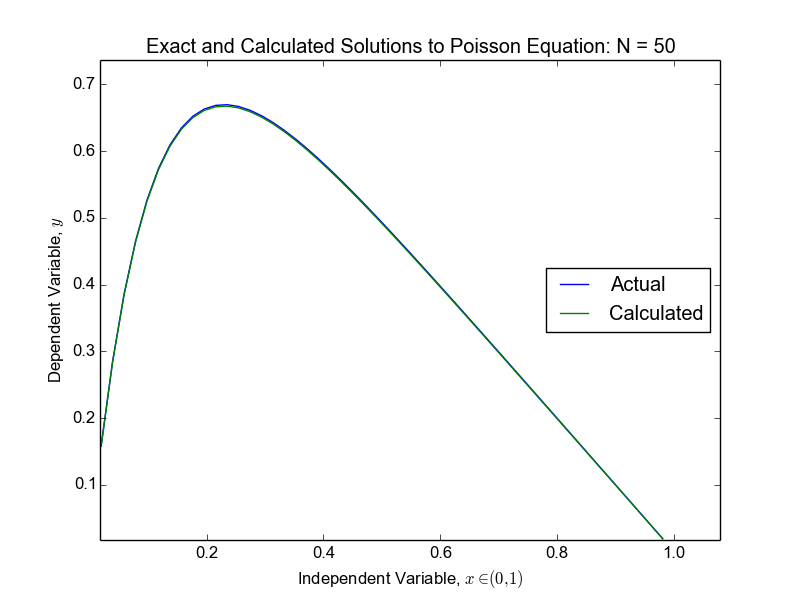 Exact and Calculated Solutions to Poisson Equation: N = 50
0.7
0.6
0.5
0.4
0.3
0.2
0.1
Dependent Variable, y
Actual
Calculated
0.2 0.4 0.6 0.8 1.0
Independent Variable, x ∈(0,1)